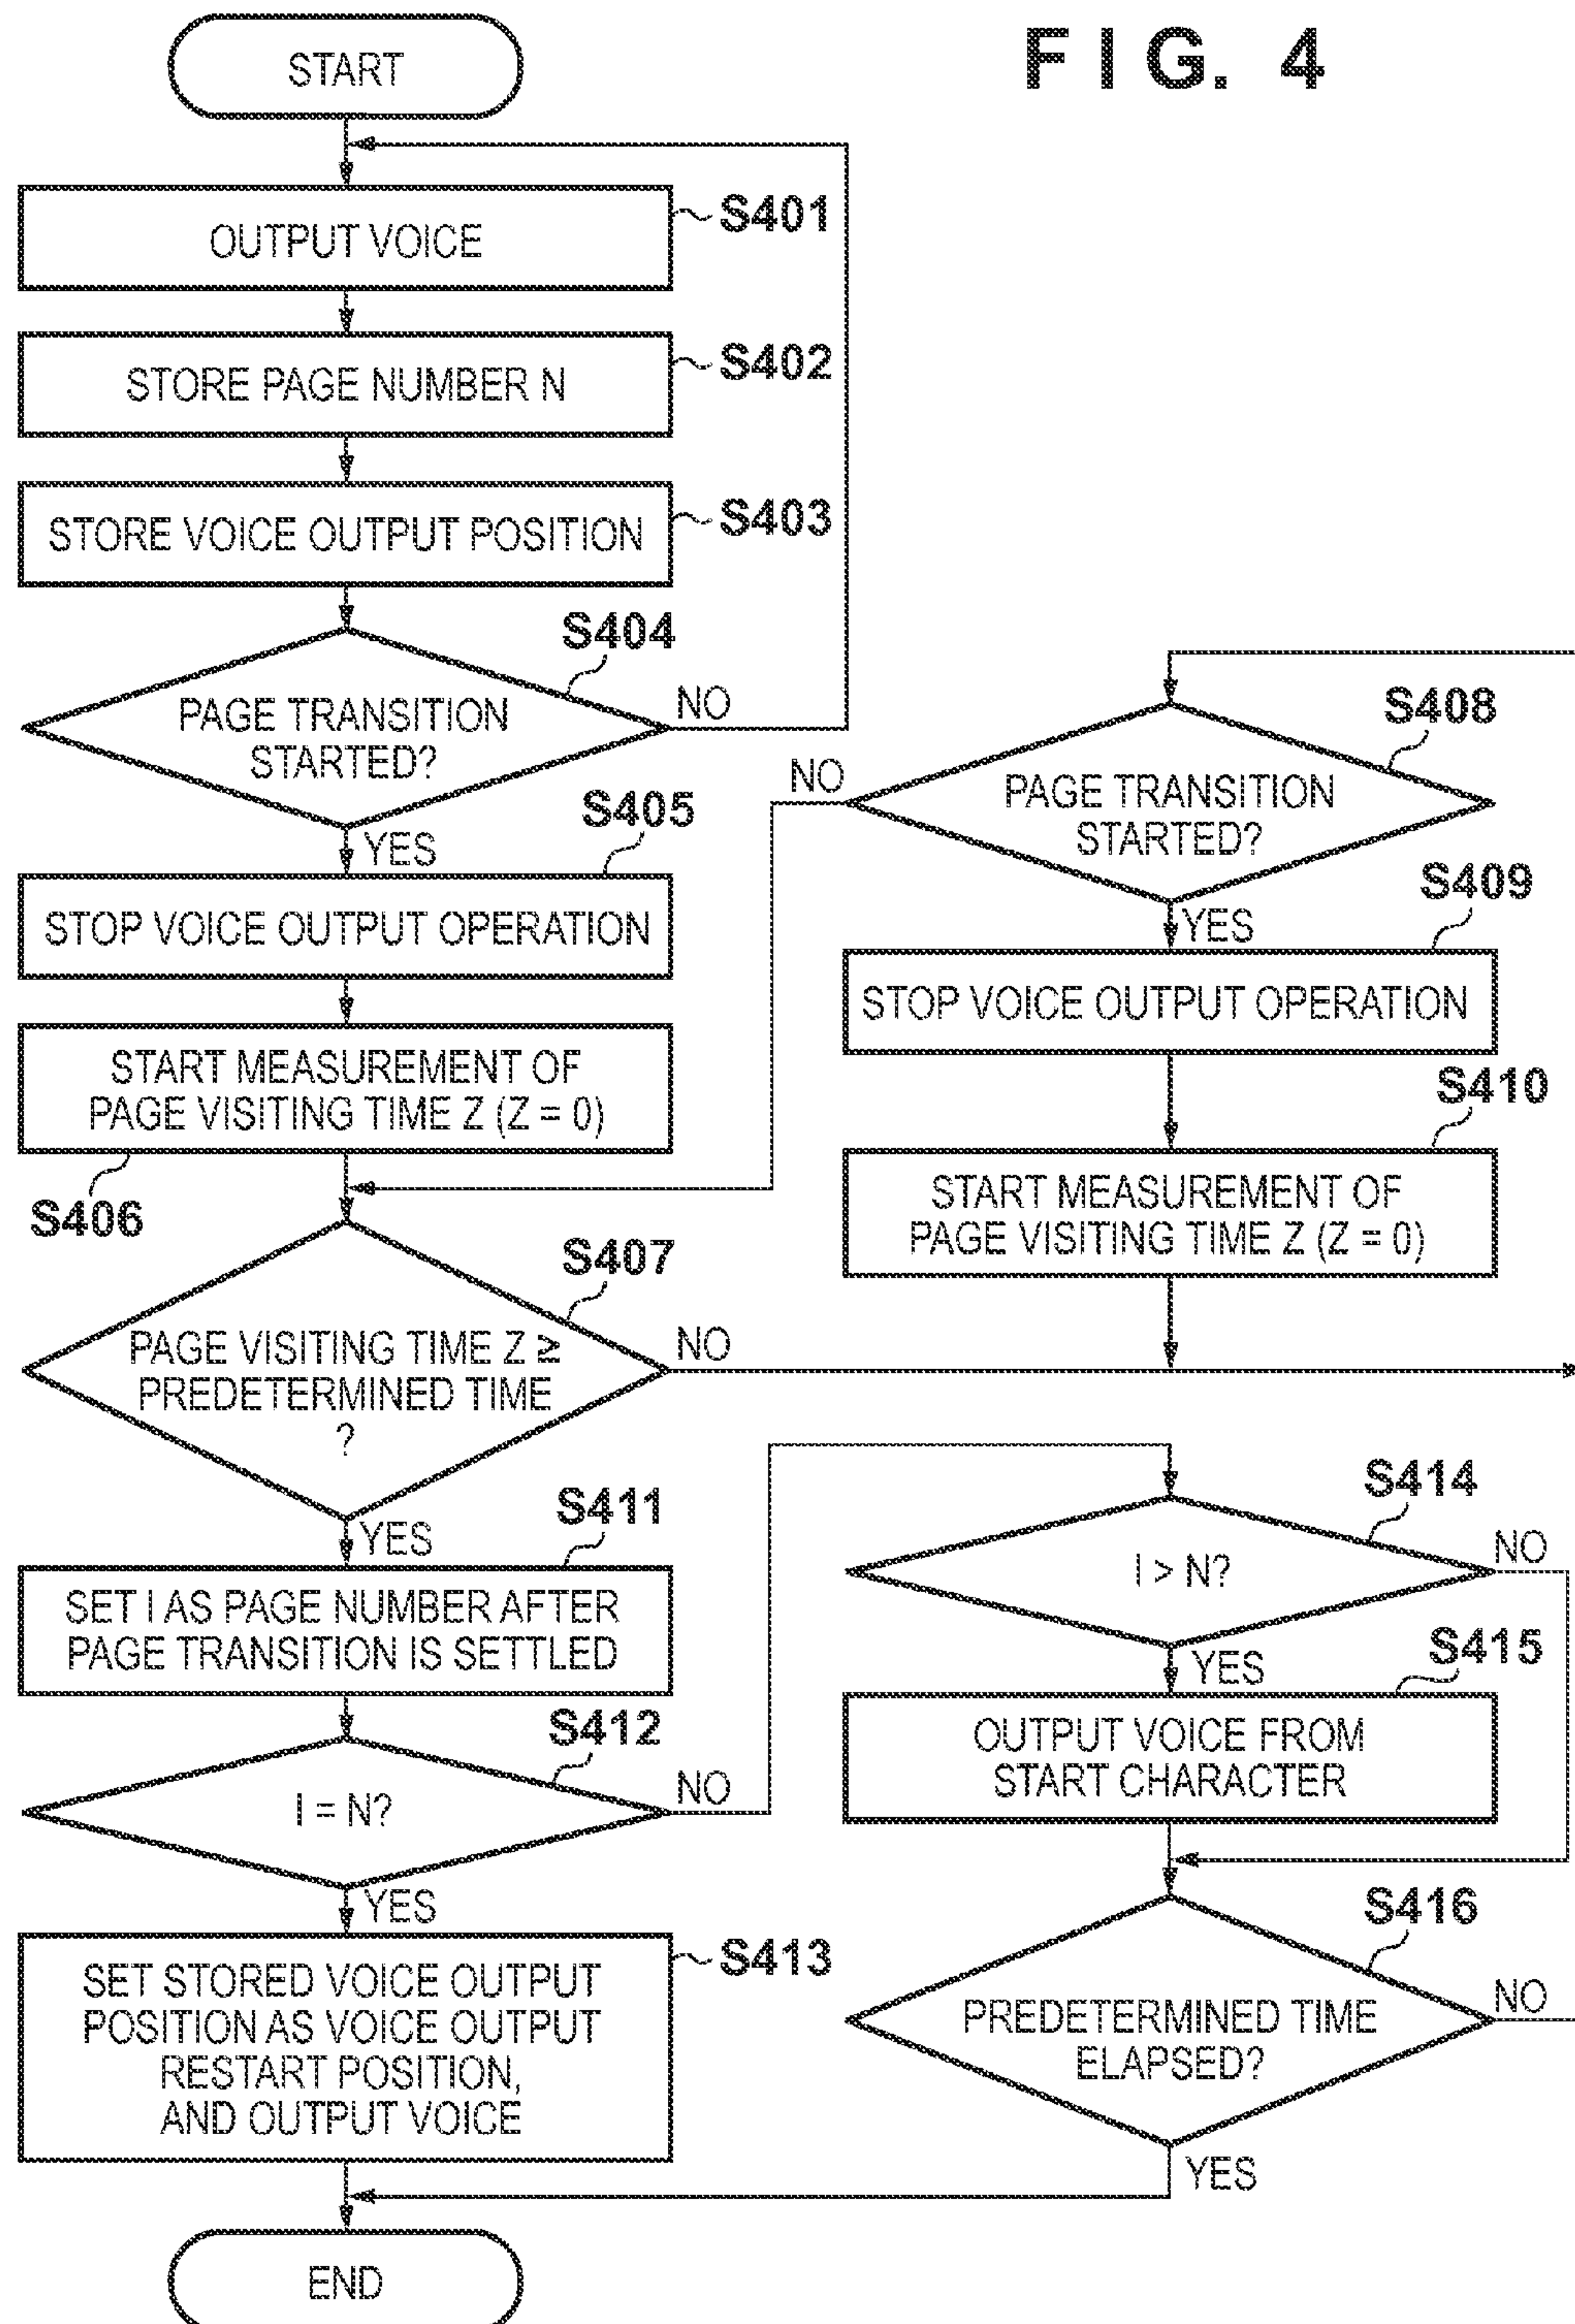 FIG. 4
START
OUTPUT VOICE
S401
STORE PAGE NUMBER N
S402
STORE VOICE OUTPUT POSITION
S403
S404
PAGE TRANSITION
STARTED?
NO
YES
S405
STOP VOICE OUTPUT OPERATION
START MEASUREMENT OF
PAGE VISITING TIME Z (Z = 0)
S406
S407
PAGE VISITING TIME Z ≥
PREDETERMINED TIME
?
NO
YES
S408
PAGE TRANSITION
STARTED?
NO
YES
S409
STOP VOICE OUTPUT OPERATION
S410
START MEASUREMENT OF
PAGE VISITING TIME Z (Z = 0)
S411
SET I AS PAGE NUMBER AFTER
PAGE TRANSITION IS SETTLED
S412
I = N?
NO
YES
S413
SET STORED VOICE OUTPUT
POSITION AS VOICE OUTPUT
RESTART POSITION,
AND OUTPUT VOICE
S414
I > N?
NO
YES
S415
OUTPUT VOICE FROM
START CHARACTER
S416
PREDETERMINED TIME
ELAPSED?
NO
YES
END